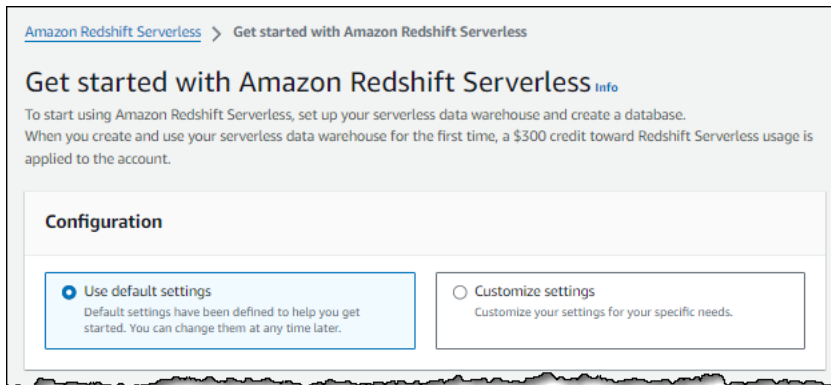 Amazon Redshift Serverless > Get started with Amazon Redshift Serverless
Get started with Amazon Redshift Serverless Info
To start using Amazon Redshift Serverless, set up your serverless data warehouse and create a database.
When you create and use your serverless data warehouse for the first time, a $300 credit toward Redshift Serverless usage is
applied to the account.
Configuration
Use default settings
Default settings have been defined to help you get
started. You can change them at any time later.
Customize settings
Customize your settings for your specific needs.